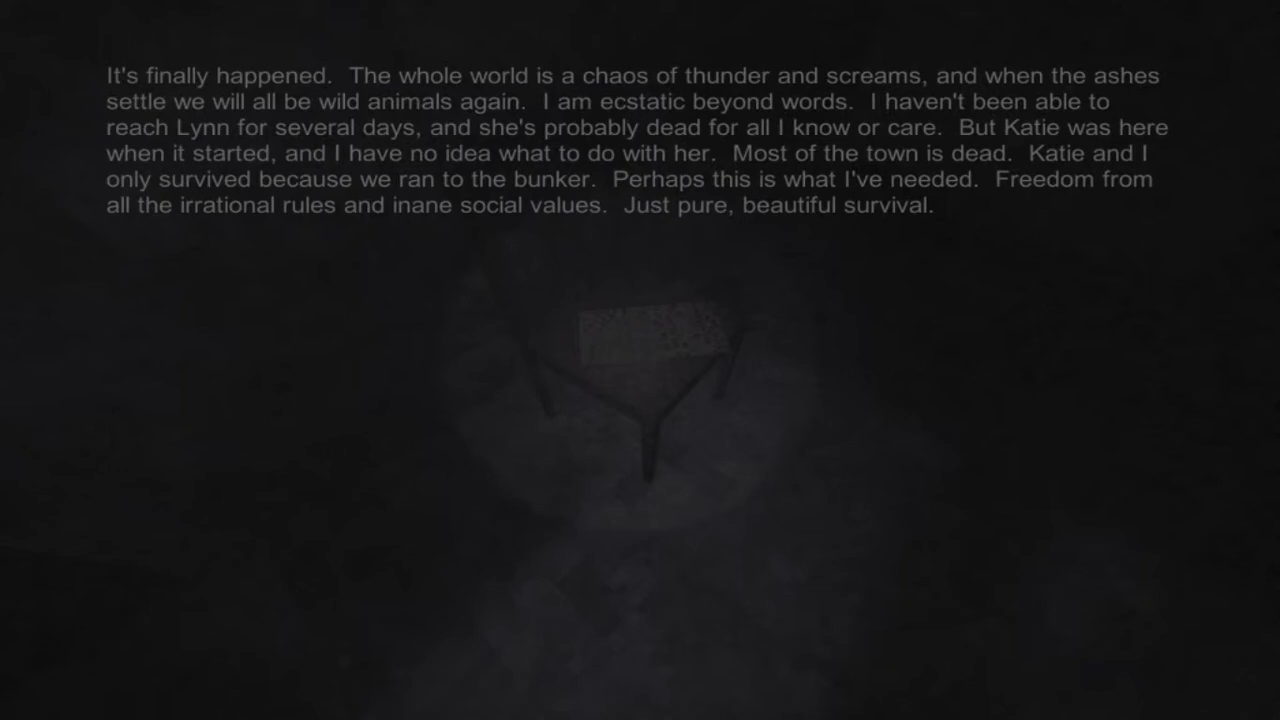 It's finally happened.  The whole world is a chaos of thunder and screams, and when the ashes
settle we will all be wild animals again.  I am ecstatic beyond words.  I haven't been able to
reach Lynn for several days, and she's probably dead for all I know or care.  But Katie was here
when it started, and I have no idea what to do with her.  Most of the town is dead.  Katie and I
only survived because we ran to the bunker.  Perhaps this is what I've needed.  Freedom from
all the irrational rules and inane social values.  Just pure, beautiful survival.